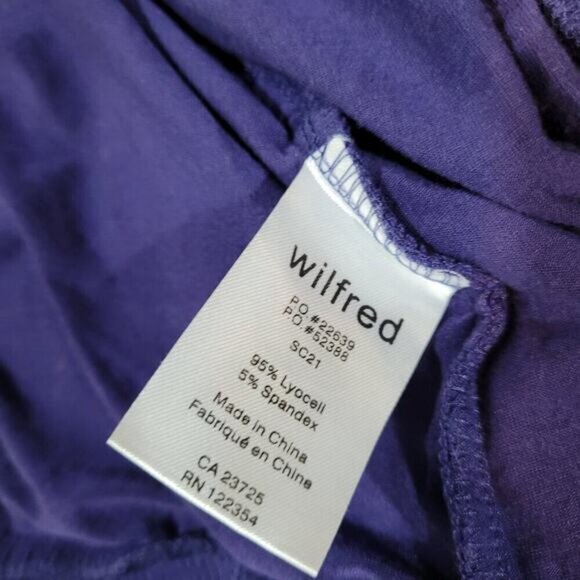 wilfred
P.O. #22639
P.O. #52388
SC21
95% Lyocell
5% Spandex
Made in China
Fabriqué en Chine
CA 23725
RN 122354